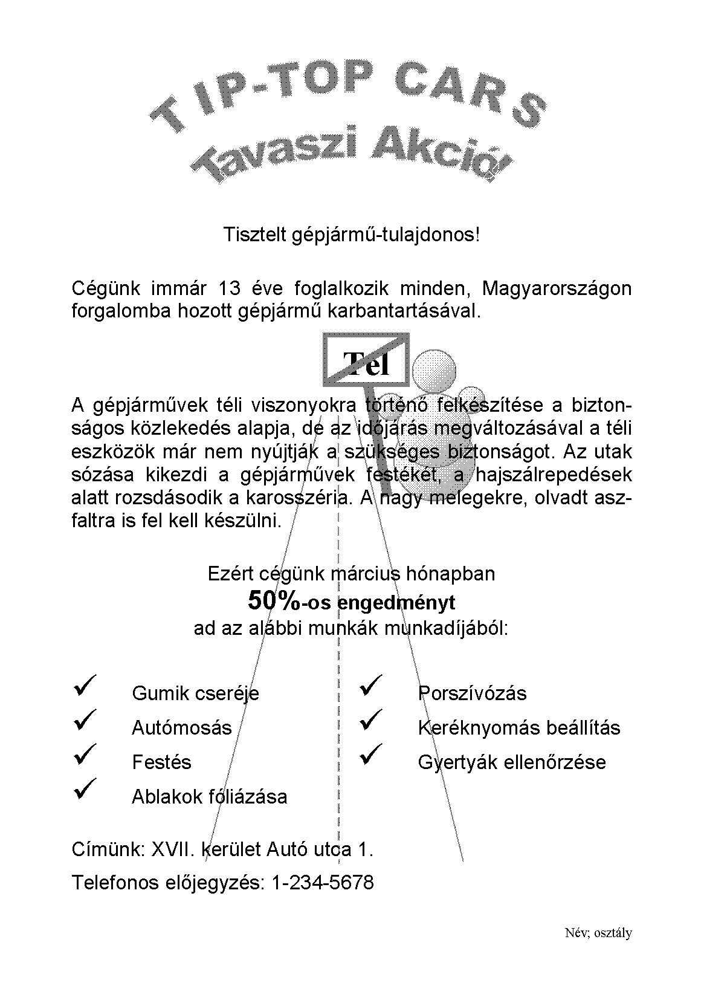 TIP-TOP CARS
Tavaszi Akció!
Tisztelt gépjármű-tulajdonos!
Cégünk immár 13 éve foglalkozik minden, Magyarországon
forgalomba hozott gépjármű karbantartásával.
Tél
A gépjárművek téli viszonyokra történő felkészítése a bizton-
ságos közlekedés alapja, de az időjárás megváltozásával a téli
eszközök már nem nyújtják a szükséges biztonságot. Az utak
sózása kikezdi a gépjárművek festékét, a hajszálrepedések
alatt rozsdásodik a karosszéria. A nagy melegekre, olvadt asz-
faltra is fel kell készülni.
Ezért cégünk március hónapban
50%-os engedményt
ad az alábbi munkák munkadíjából:
✓ Gumik cseréje
✓ Autómosás
✓ Festés
✓ Ablakok fóliázása
✓ Porszívózás
✓ Keréknyomás beállítás
✓ Gyertyák ellenőrzése
Címünk: XVII. kerület Autó utca 1.
Telefonos előjegyzés: 1-234-5678
Név; osztály